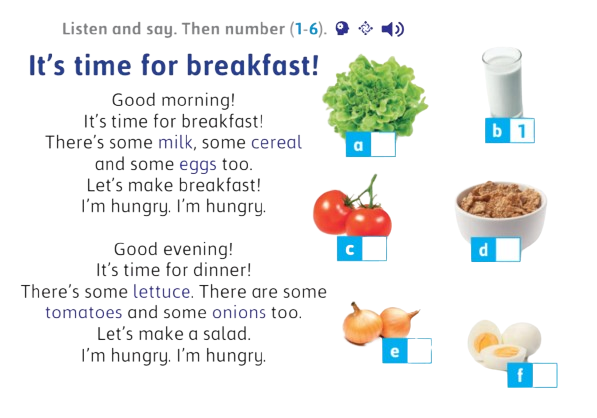 Listen and say. Then number (1-6).
It's time for breakfast!
Good morning!
It's time for breakfast!
There's some milk, some cereal
and some eggs too.
Let's make breakfast!
I'm hungry. I'm hungry.
Good evening!
It's time for dinner!
There's some lettuce. There are some
tomatoes and some onions too.
Let's make a salad.
I'm hungry. I'm hungry.
a
b 1
c
d
e
f